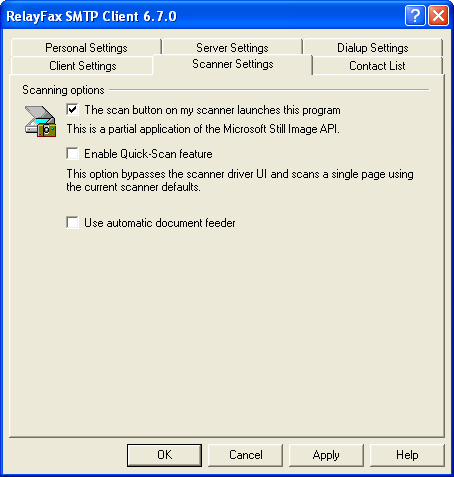 RelayFax SMTP Client 6.7.0
Personal Settings
Server Settings
Dialup Settings
Client Settings
Scanner Settings
Contact List
Scanning options
The scan button on my scanner launches this program
This is a partial application of the Microsoft Still Image API.
Enable Quick-Scan feature
This option bypasses the scanner driver UI and scans a single page using
the current scanner defaults.
Use automatic document feeder
OK
Cancel
Apply
Help